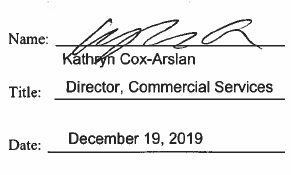 Name:
Kathryn Cox-Arslan
Title: Director, Commercial Services
Date: December 19, 2019